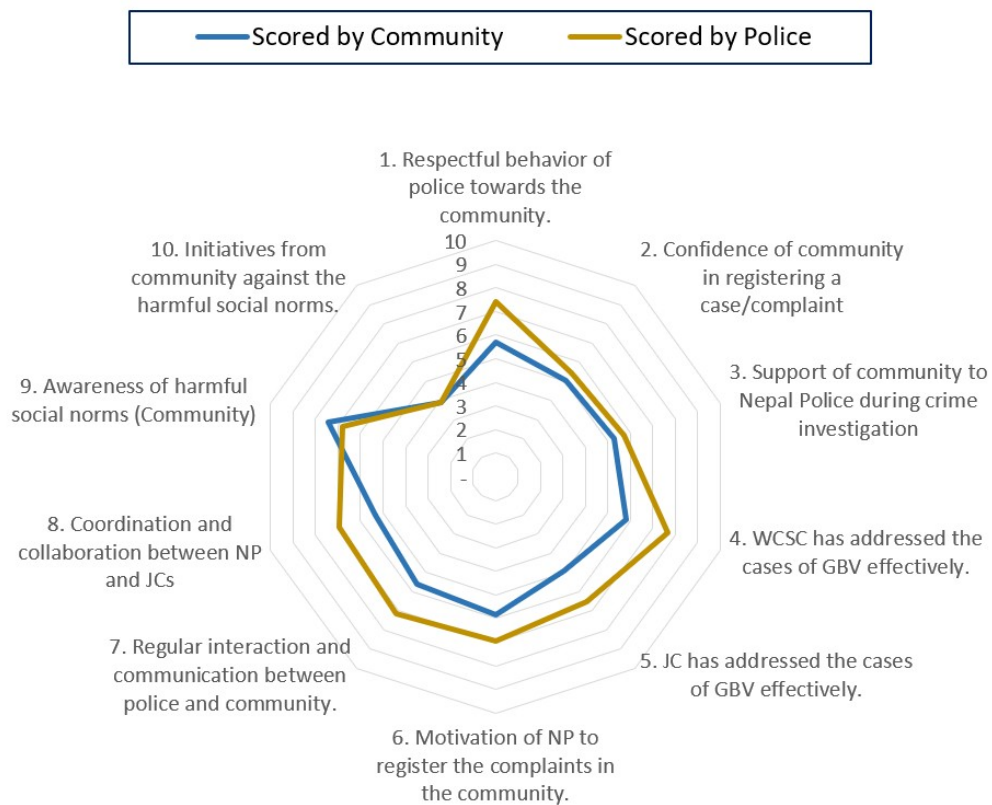 Scored by Community
Scored by Police
1. Respectful behavior of
police towards the
community.
2. Confidence of community
in registering a
case/complaint
3. Support of community to
Nepal Police during crime
investigation
4. WCSC has addressed the
cases of GBV effectively.
5. JC has addressed the cases
of GBV effectively.
6. Motivation of NP to
register the complaints in
the community.
7. Regular interaction and
communication between
police and community.
8. Coordination and
collaboration between NP
and JCs
9. Awareness of harmful
social norms (Community)
10. Initiatives from
community against the
harmful social norms.
10
9
8
7
6
5
4
3
2
1
-